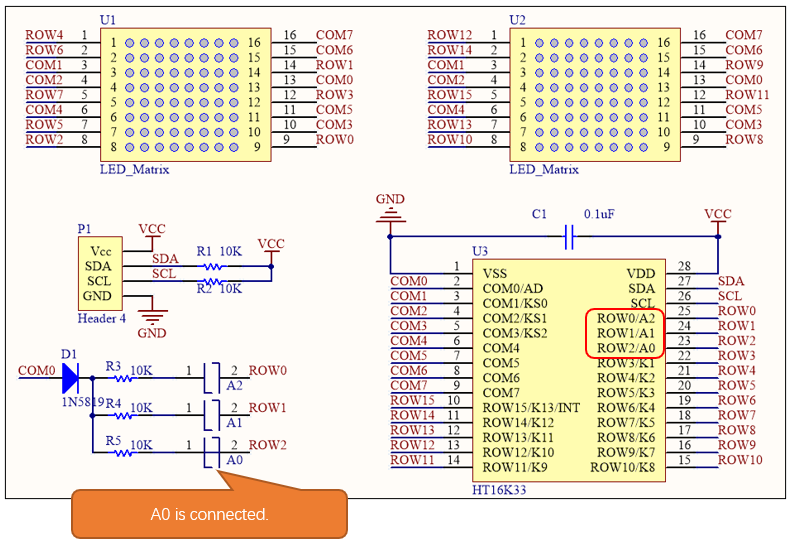 U1
ROW4 1 1 16 16 COM7
ROW6 2 2 15 15 COM6
COM1 3 3 14 14 ROW1
COM2 4 4 13 13 COM0
ROW7 5 5 12 12 ROW3
COM4 6 6 11 11 COM5
ROW5 7 7 10 10 COM3
ROW2 8 8 9 9 ROW0
LED_Matrix
U2
ROW12 1 1 16 16 COM7
ROW14 2 2 15 15 COM6
COM1 3 3 14 14 ROW9
COM2 4 4 13 13 COM0
ROW15 5 5 12 12 ROW11
COM4 6 6 11 11 COM5
ROW13 7 7 10 10 COM3
ROW10 8 8 9 9 ROW8
LED_Matrix
P1
VCC
Vcc
SDA SDA
SCL SCL
GND
Header 4
GND
R1 10K
R2 10K
VCC
COM0
D1
1N5819
R3 10K 1 2 ROW0
A2
R4 10K 1 2 ROW1
A1
R5 10K 1 2 ROW2
A0
A0 is connected.
GND
C1 0.1uF
VCC
U3
1 VSS VDD 28
COM0 2 COM0/AD SDA 27 SDA
COM1 3 COM1/KS0 SCL 26 SCL
COM2 4 COM2/KS1 ROW0/A2 25 ROW0
COM3 5 COM3/KS2 ROW1/A1 24 ROW1
COM4 6 COM4 ROW2/A0 23 ROW2
COM5 7 COM5 ROW3/K1 22 ROW3
COM6 8 COM6 ROW4/K2 21 ROW4
COM7 9 COM7 ROW5/K3 20 ROW5
ROW15 10 ROW15/K13/INT ROW6/K4 19 ROW6
ROW14 11 ROW14/K12 ROW7/K5 18 ROW7
ROW13 12 ROW13/K11 ROW8/K6 17 ROW8
ROW12 13 ROW12/K10 ROW9/K7 16 ROW9
ROW11 14 ROW11/K9 ROW10/K8 15 ROW10
HT16K33